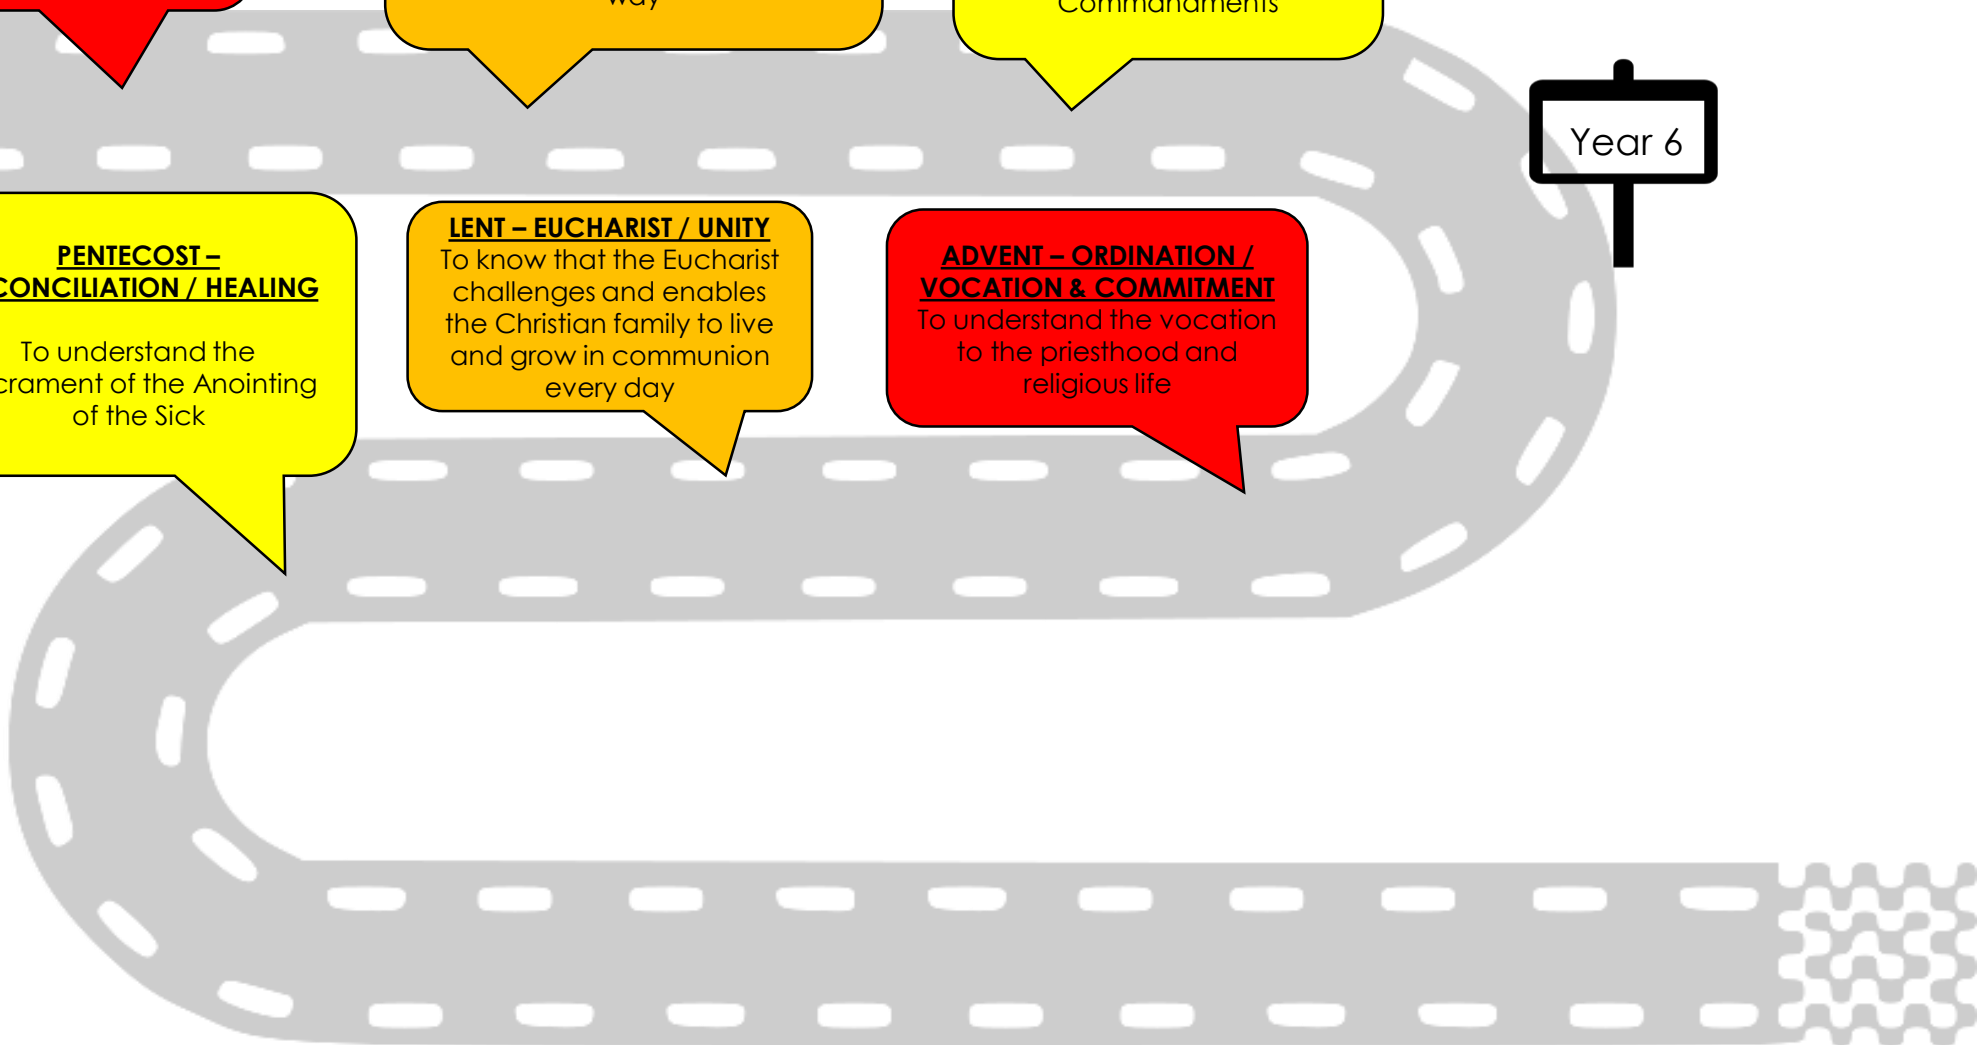 way
Commandments
Year 6
PENTECOST –
CONCILIATION / HEALING
To understand the
crament of the Anointing
of the Sick
LENT – EUCHARIST / UNITY
To know that the Eucharist
challenges and enables
the Christian family to live
and grow in communion
every day
ADVENT – ORDINATION /
VOCATION & COMMITMENT
To understand the vocation
to the priesthood and
religious life